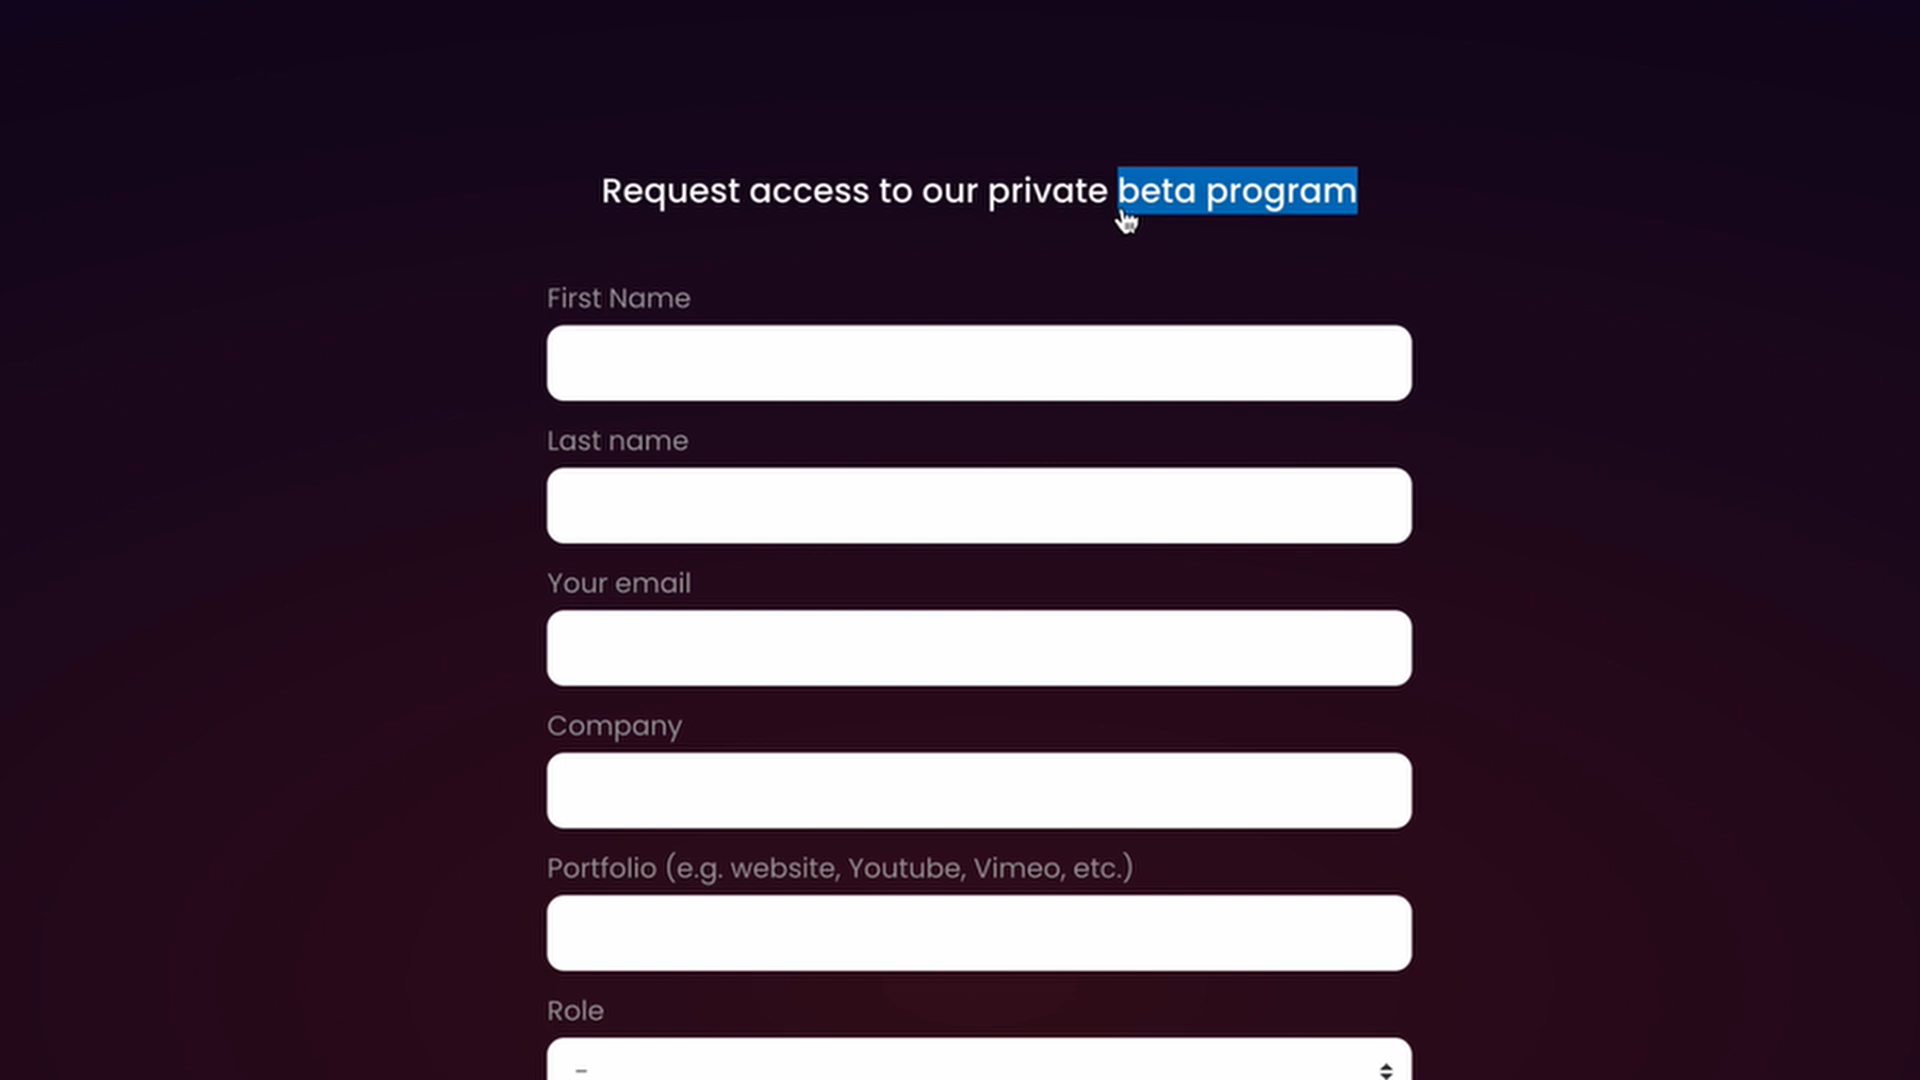 Request access to our private beta program
First Name
Last name
Your email
Company
Portfolio (e.g. website, Youtube, Vimeo, etc.)
Role
-